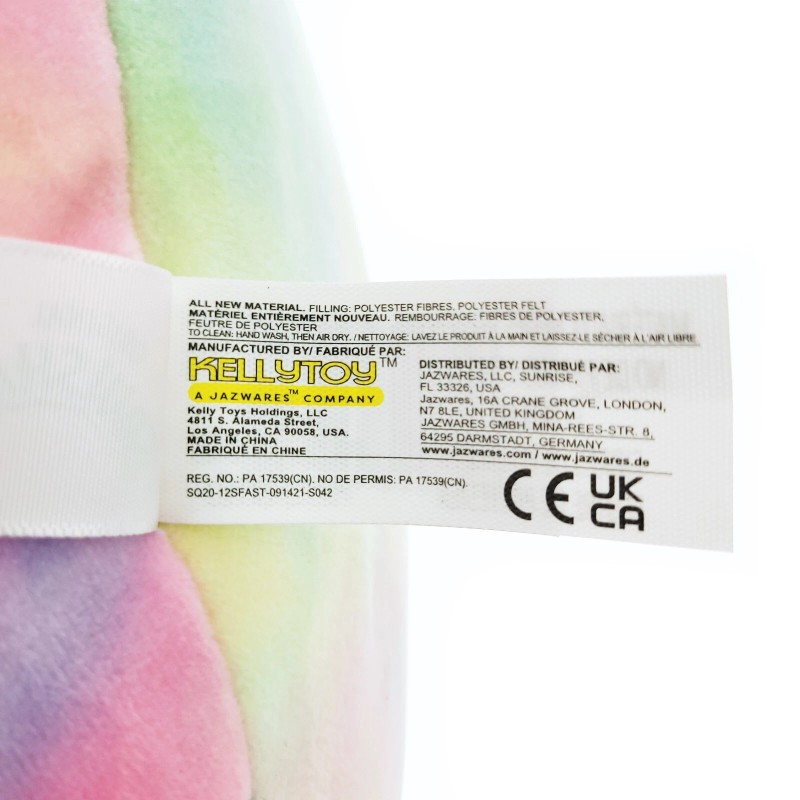 ALL NEW MATERIAL. FILLING: POLYESTER FIBRES, POLYESTER FELT
MATÉRIEL ENTIÈREMENT NOUVEAU. REMBOURRAGE: FIBRES DE POLYESTER,
FEUTRE DE POLYESTER
TO CLEAN: HAND WASH, THEN AIR DRY. / NETTOYAGE: LAVEZ LE PRODUIT À LA MAIN ET LAISSEZ-LE SÉCHER À L'AIR LIBRE.
MANUFACTURED BY/ FABRIQUÉ PAR:
KELLYTOY™
A JAZWARES™ COMPANY
Kelly Toys Holdings, LLC
4811 S. Alameda Street,
Los Angeles, CA 90058, USA.
MADE IN CHINA
FABRIQUÉ EN CHINE
DISTRIBUTED BY/ DISTRIBUÉ PAR:
JAZWARES, LLC, SUNRISE,
FL 33326, USA
Jazwares, 16A CRANE GROVE, LONDON,
N7 8LE, UNITED KINGDOM
JAZWARES GMBH, MINA-REES-STR. 8,
64295 DARMSTADT, GERMANY
www.jazwares.com / www.jazwares.de
REG. NO.: PA 17539(CN). NO DE PERMIS: PA 17539(CN).
SQ20-12SFAST-091421-S042
CE
UK
CA